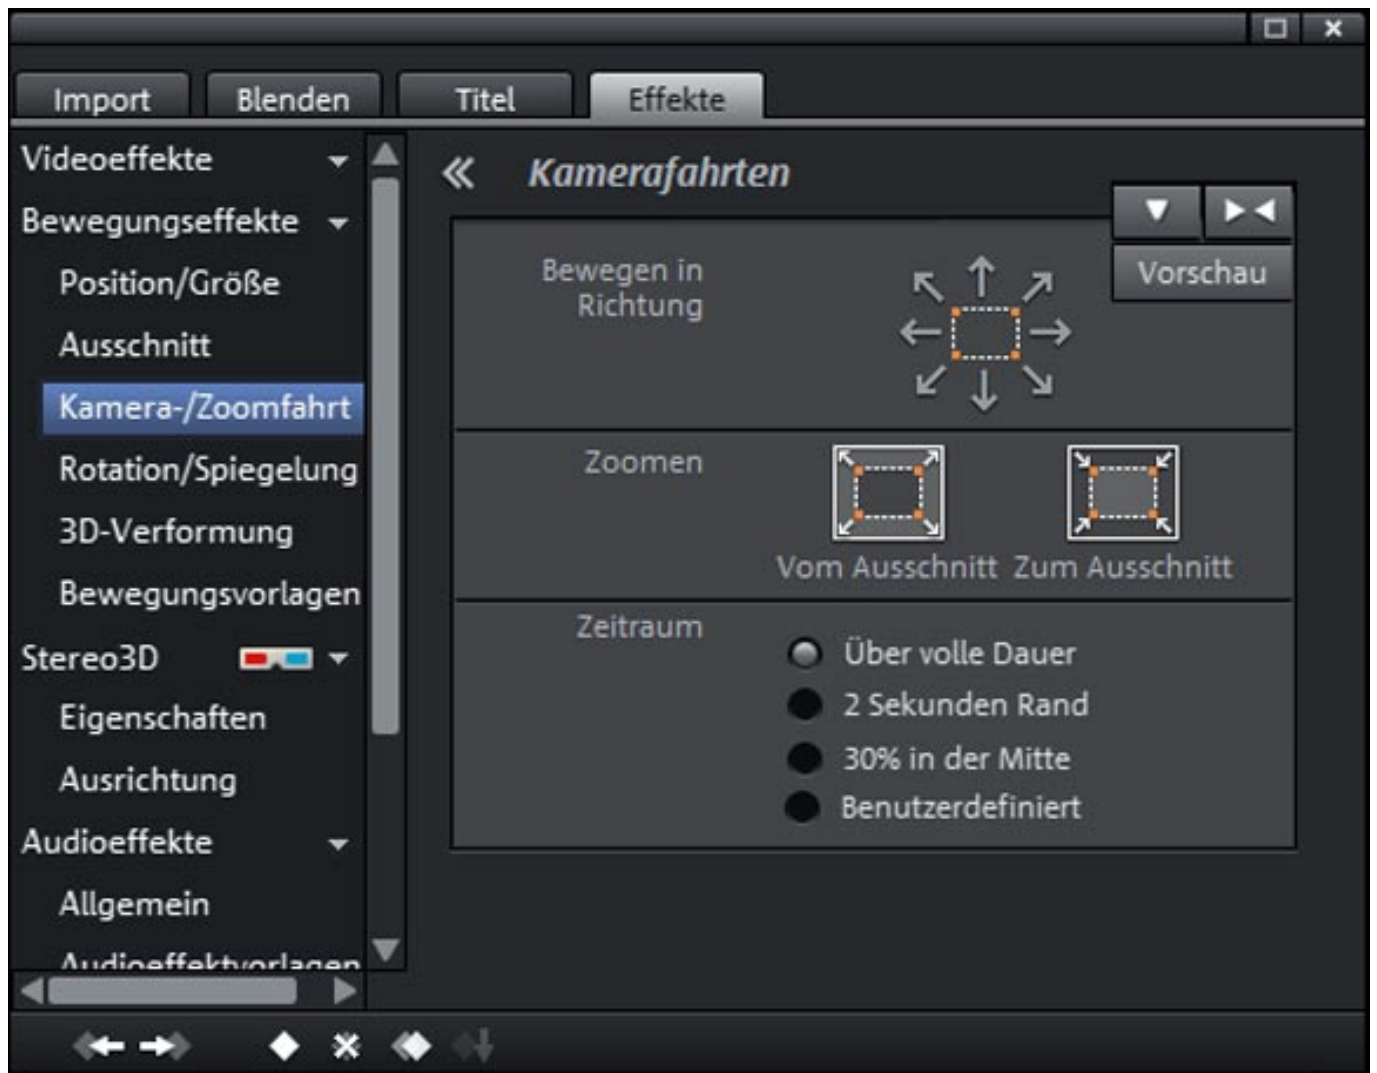 Import
Blenden
Titel
Effekte
Videoeffekte
Bewegungseffekte
Position/Größe
Ausschnitt
Kamera-/Zoomfahrt
Rotation/Spiegelung
3D-Verformung
Bewegungsvorlagen
Stereo3D
Eigenschaften
Ausrichtung
Audioeffekte
Allgemein
Audioeffektvorlagen
Kamerafahrten
Vorschau
Bewegen in
Richtung
Zoomen
Vom Ausschnitt
Zum Ausschnitt
Zeitraum
Über volle Dauer
2 Sekunden Rand
30% in der Mitte
Benutzerdefiniert